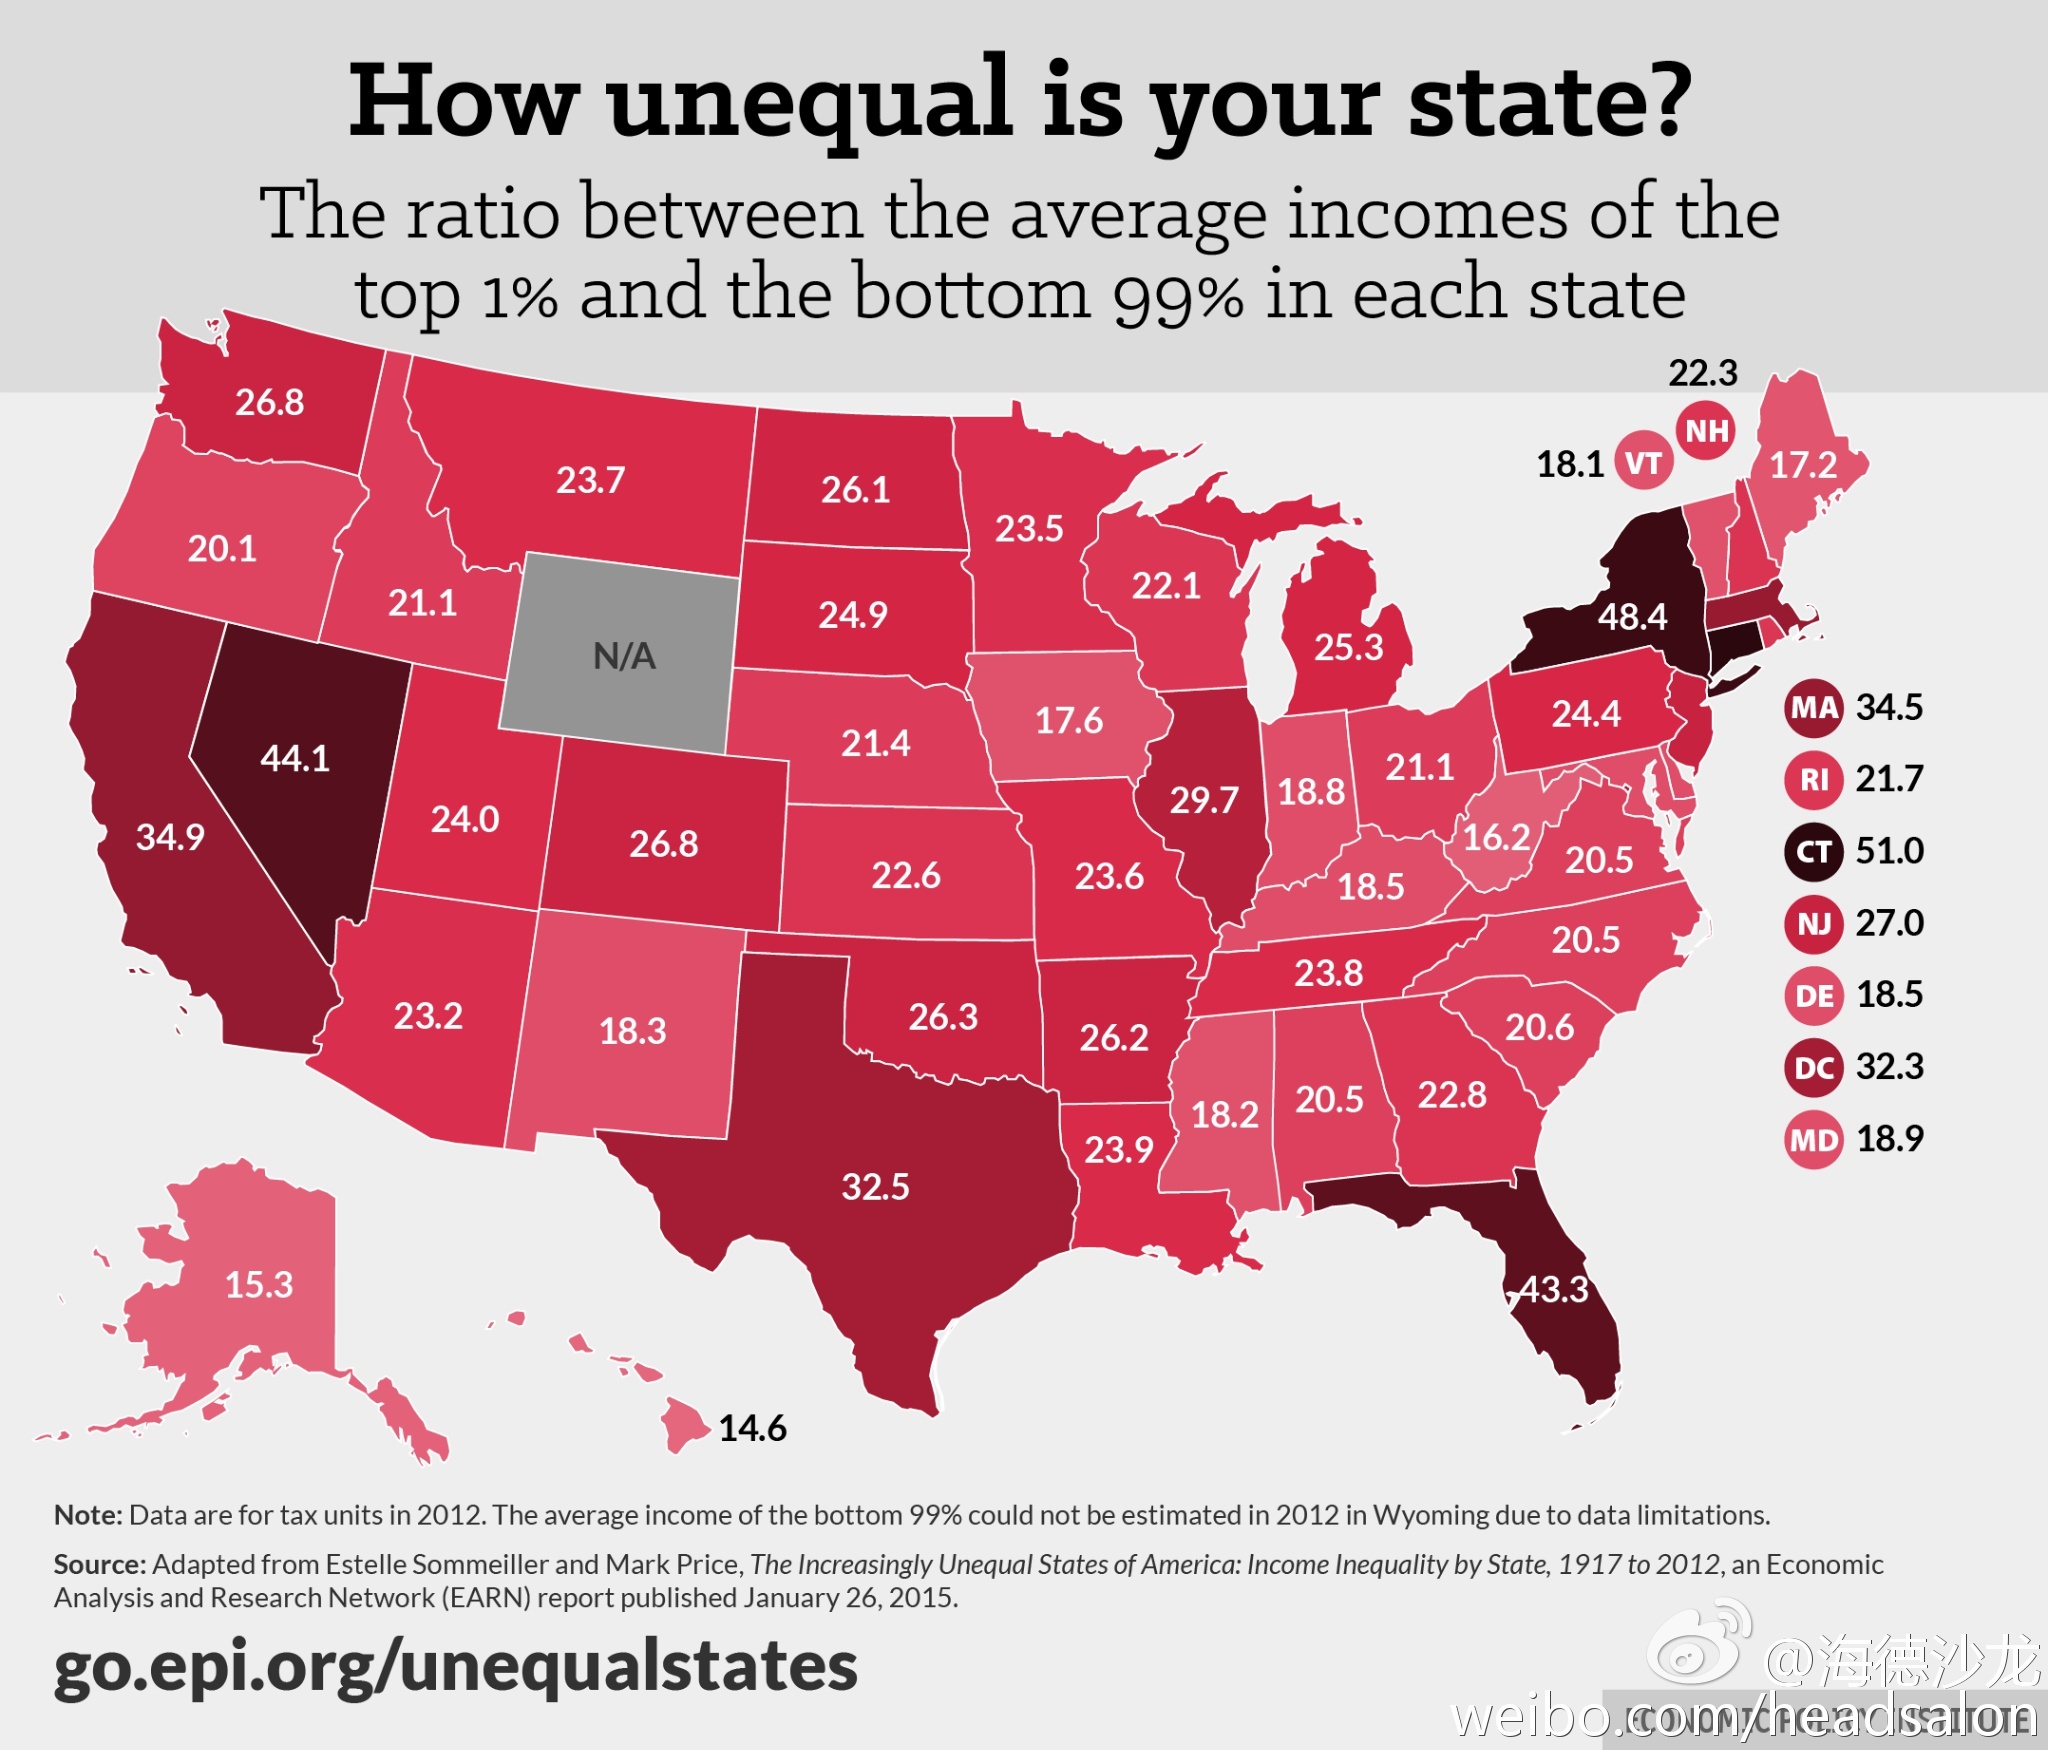 How unequal is your state?
The ratio between the average incomes of the
top 1% and the bottom 99% in each state
22.3
NH
18.1 VT
17.2
26.8
23.7
26.1
23.5
20.1
21.1
N/A
24.9
22.1
25.3
48.4
MA 34.5
RI 21.7
CT 51.0
NJ 27.0
DE 18.5
DC 32.3
MD 18.9
34.9
44.1
24.0
26.8
21.4
22.6
17.6
23.6
29.7
18.8
21.1
24.4
16.2
20.5
18.5
20.5
23.2
18.3
26.3
26.2
23.8
20.6
32.5
23.9
18.2
20.5
22.8
43.3
15.3
14.6
Note: Data are for tax units in 2012. The average income of the bottom 99% could not be estimated in 2012 in Wyoming due to data limitations.
Source: Adapted from Estelle Sommeiller and Mark Price, The Increasingly Unequal States of America: Income Inequality by State, 1917 to 2012, an Economic
Analysis and Research Network (EARN) report published January 26, 2015.
go.epi.org/unequalstates
@海德沙龙
weibo.com/headsalon
ECONOMIC POLICY INSTITUTE